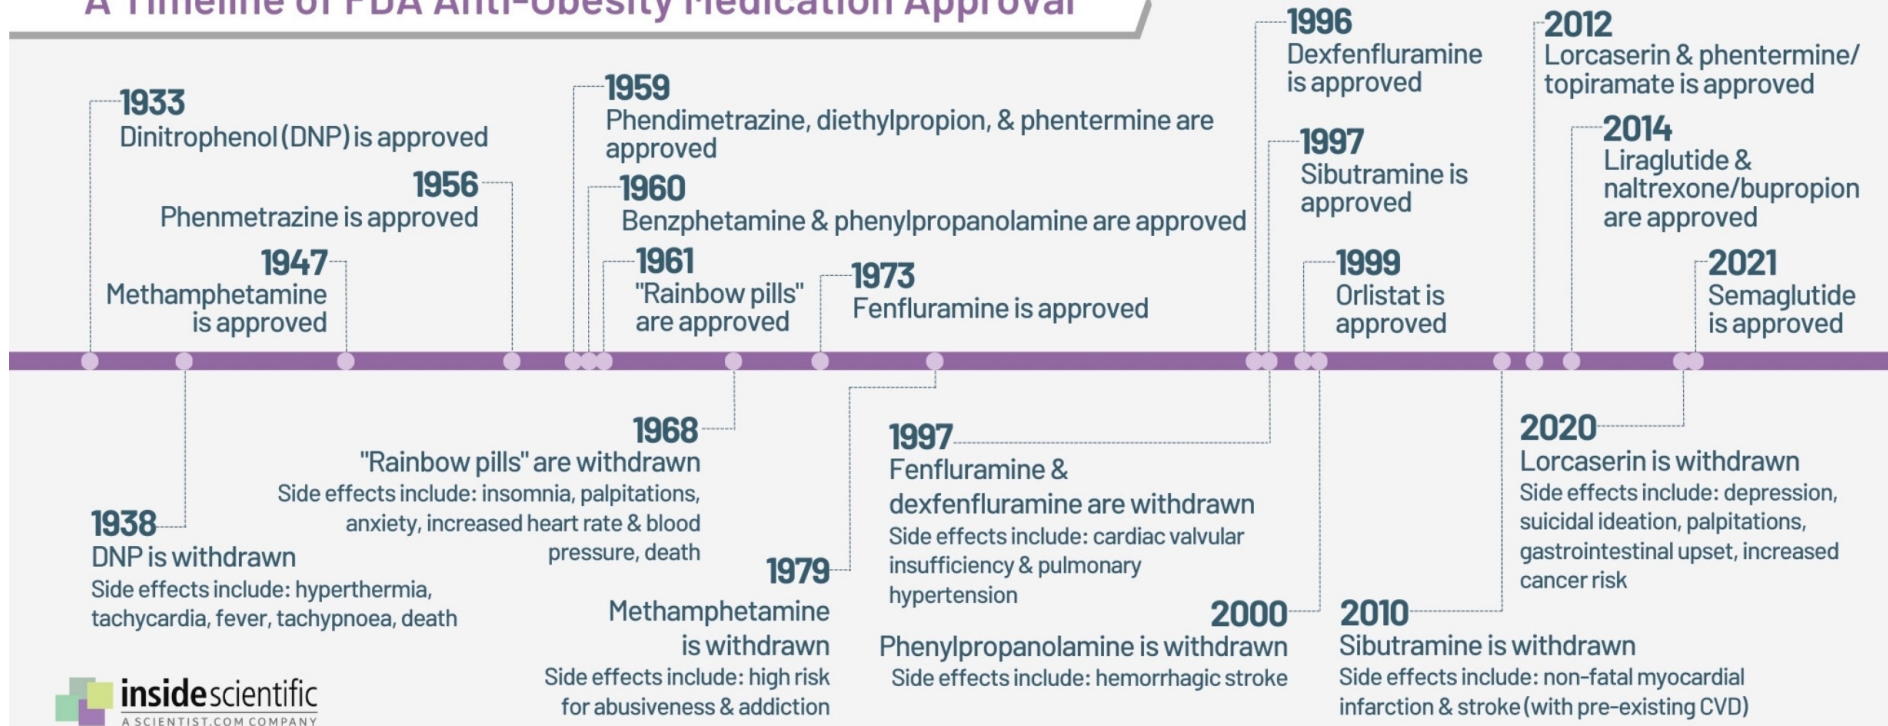 A Timeline of FDA Anti-Obesity Medication Approval
1933
Dinitrophenol (DNP) is approved
1956
Phenmetrazine is approved
1947
Methamphetamine
is approved
1959
Phendimetrazine, diethylpropion, & phentermine are
approved
1960
Benzphetamine & phenylpropanolamine are approved
1961
"Rainbow pills"
are approved
1973
Fenfluramine is approved
1996
Dexfenfluramine
is approved
1997
Sibutramine is
approved
1999
Orlistat is
approved
2012
Lorcaserin & phentermine/
topiramate is approved
2014
Liraglutide &
naltrexone/bupropion
are approved
2021
Semaglutide
is approved
1938
DNP is withdrawn
Side effects include: hyperthermia,
tachycardia, fever, tachypnoea, death
1968
"Rainbow pills" are withdrawn
Side effects include: insomnia, palpitations,
anxiety, increased heart rate & blood
pressure, death
1979
Methamphetamine
is withdrawn
Side effects include: high risk
for abusiveness & addiction
1997
Fenfluramine &
dexfenfluramine are withdrawn
Side effects include: cardiac valvular
insufficiency & pulmonary
hypertension
2000
Phenylpropanolamine is withdrawn
Side effects include: hemorrhagic stroke
2010
Sibutramine is withdrawn
Side effects include: non-fatal myocardial
infarction & stroke (with pre-existing CVD)
2020
Lorcaserin is withdrawn
Side effects include: depression,
suicidal ideation, palpitations,
gastrointestinal upset, increased
cancer risk
insidescientific
A SCIENTIST.COM COMPANY